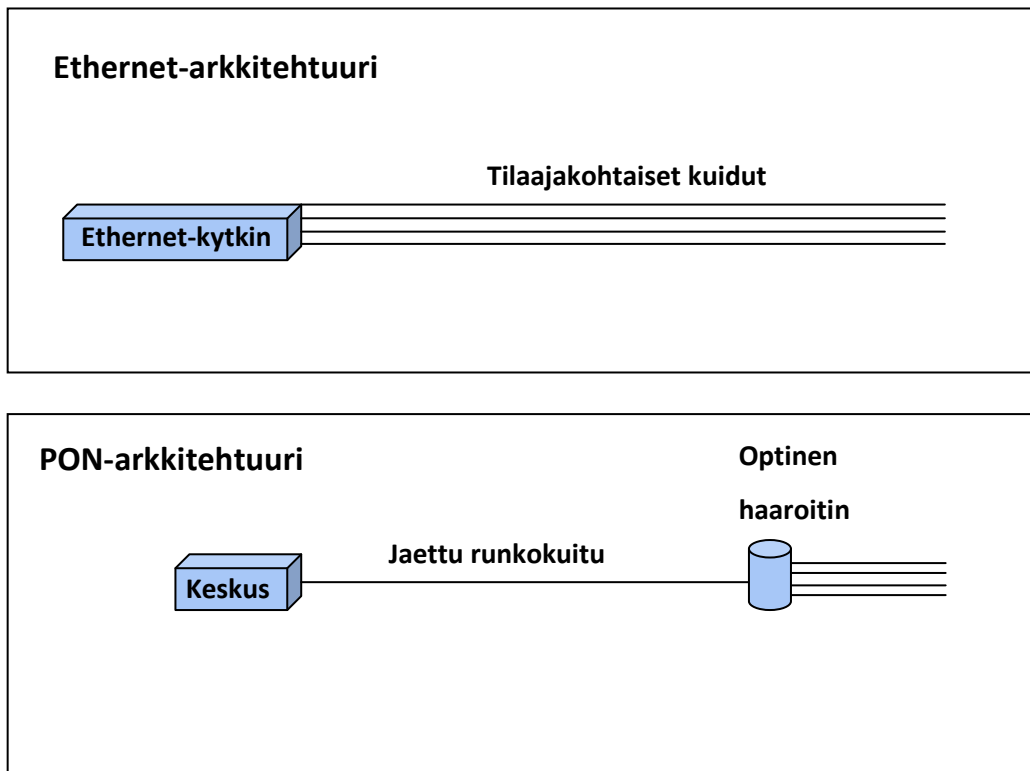 Ethernet-arkkitehtuuri
Tilaajakohtaiset kuidut
Ethernet-kytkin
PON-arkkitehtuuri
Optinen
haaroitin
Jaettu runkokuitu
Keskus